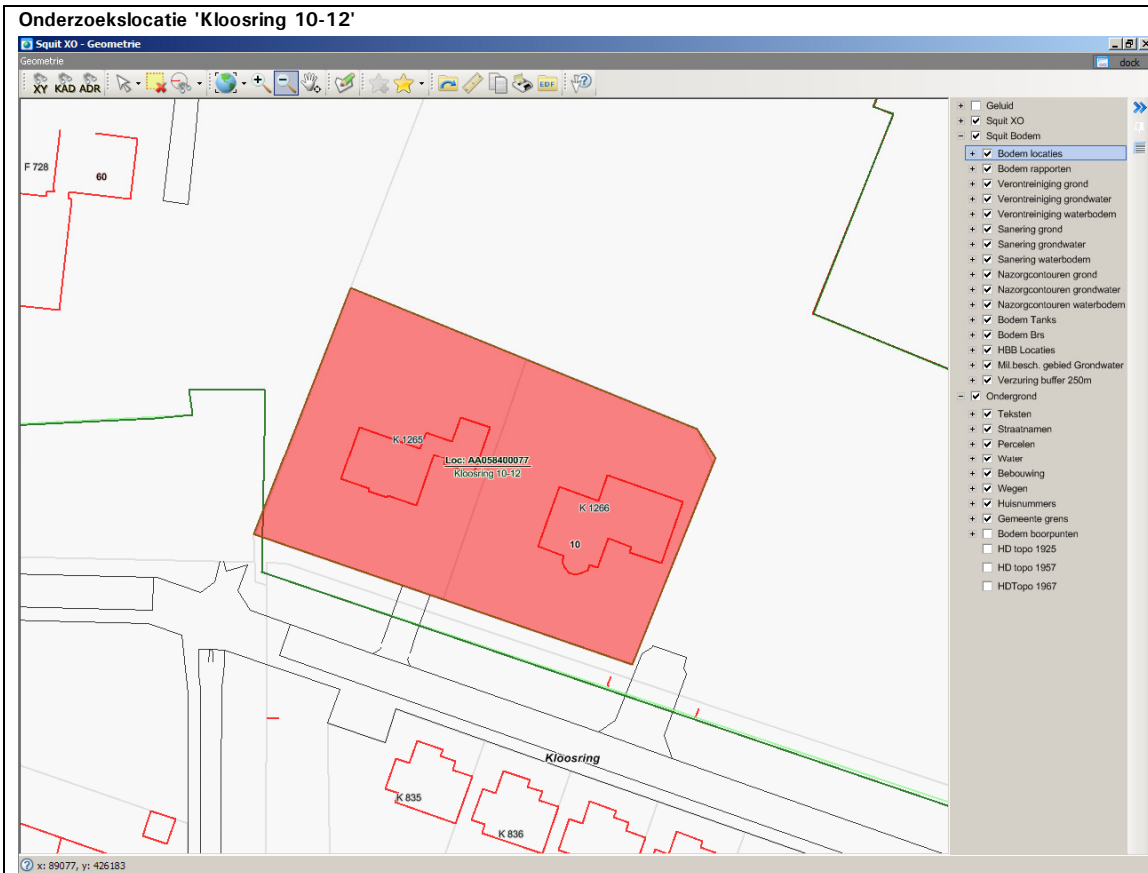 Onderzoekslocatie 'Kloosring 10-12'
Squit XO - Geometrie
Geometrie
dock
XY KAD ADR EDF
Geluid
Squit XO
Squit Bodem
Bodem locaties
Bodem rapporten
Verontreiniging grond
Verontreiniging grondwater
Verontreiniging waterbodem
Sanering grond
Sanering grondwater
Sanering waterbodem
Nazorgcontouren grond
Nazorgcontouren grondwater
Nazorgcontouren waterbodem
Bodem Tanks
Bodem Brs
HBB Locaties
Mil.besch. gebied Grondwater
Verzuring buffer 250m
Ondergrond
Teksten
Straatnamen
Percelen
Water
Bebouwing
Wegen
Huisnummers
Gemeente grens
Bodem boorpunten
HD topo 1925
HD topo 1957
HDTopo 1967
F 728
60
K 1265
Loc: AA058400077
Kloosring 10-12
K 1266
10
Kloosring
K 835
K 836
x: 89077, y: 426183